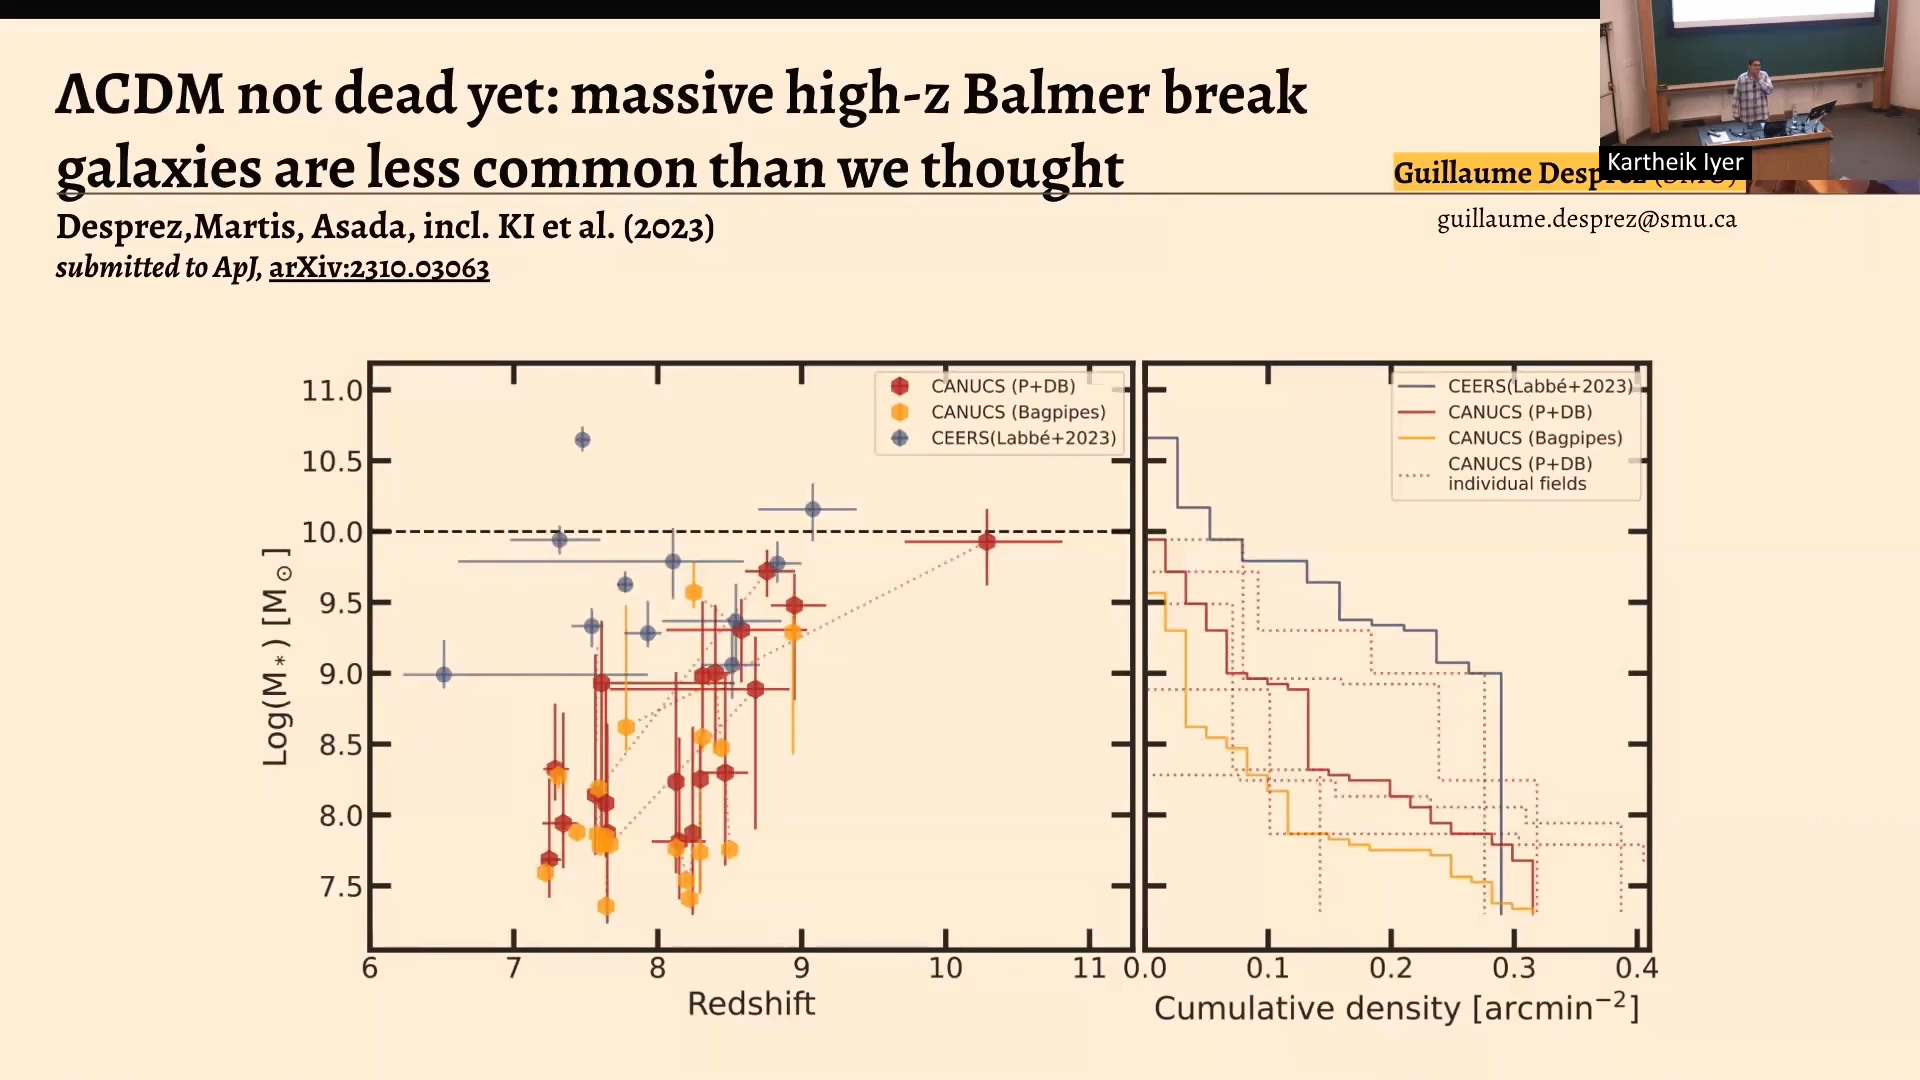 ΛCDM not dead yet: massive high-z Balmer break
galaxies are less common than we thought
Guillaume
Kartheik Iyer
Desprez,Martis, Asada, incl. KI et al. (2023)
guillaume.desprez@smu.ca
submitted to ApJ, arXiv:2310.03063
CANUCS (P+DB)
CANUCS (Bagpipes)
CEERS(Labbé+2023)
11.0
10.5
10.0
9.5
9.0
8.5
8.0
7.5
Log(M*) [M⊙]
6 7 8 9 10 11
Redshift
CEERS(Labbé+2023)
CANUCS (P+DB)
CANUCS (Bagpipes)
CANUCS (P+DB)
individual fields
0.0 0.1 0.2 0.3 0.4
Cumulative density [arcmin⁻²]